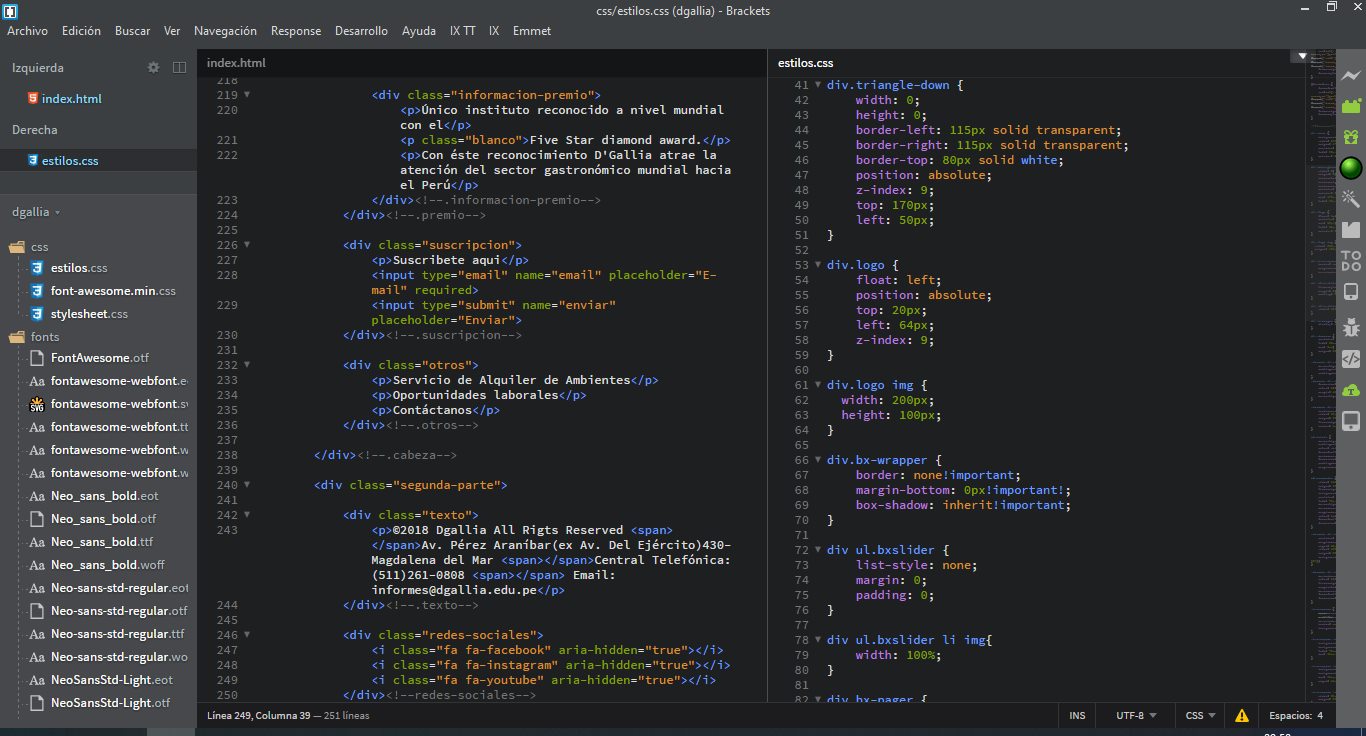 css/estilos.css (dgallia) - Brackets
Archivo Edición Buscar Ver Navegación Response Desarrollo Ayuda IX TT IX Emmet
Izquierda
index.html
Derecha
estilos.css
dgallia
css
estilos.css
font-awesome.min.css
stylesheet.css
fonts
FontAwesome.otf
fontawesome-webfont.e
fontawesome-webfont.sv
fontawesome-webfont.tt
fontawesome-webfont.w
fontawesome-webfont.w
Neo_sans_bold.eot
Neo_sans_bold.otf
Neo_sans_bold.ttf
Neo_sans_bold.woff
Neo-sans-std-regular.eot
Neo-sans-std-regular.otf
Neo-sans-std-regular.ttf
Neo-sans-std-regular.wo
NeoSansStd-Light.eot
NeoSansStd-Light.otf
index.html
218
219 <div class="informacion-premio">
220 <p>Único instituto reconocido a nivel mundial
con el</p>
221 <p class="blanco">Five Star diamond award.</p>
222 <p>Con éste reconocimiento D'Gallia atrae la
atención del sector gastronómico mundial hacia
el Perú</p>
223 </div><!--.informacion-premio-->
224 </div><!--.premio-->
225
226 <div class="suscripcion">
227 <p>Suscribete aqui</p>
228 <input type="email" name="email" placeholder="E-
mail" required>
229 <input type="submit" name="enviar"
placeholder="Enviar">
230 </div><!--.suscripcion-->
231
232 <div class="otros">
233 <p>Servicio de Alquiler de Ambientes</p>
234 <p>Oportunidades laborales</p>
235 <p>Contáctanos</p>
236 </div><!--.otros-->
237
238 </div><!--.cabeza-->
239
240 <div class="segunda-parte">
241
242 <div class="texto">
243 <p>©2018 Dgallia All Rigts Reserved <span>
</span>Av. Pérez Araníbar(ex Av. Del Ejército)430-
Magdalena del Mar <span></span>Central Telefónica:
(511)261-0808 <span></span> Email:
informes@dgallia.edu.pe</p>
244 </div><!--.texto-->
245
246 <div class="redes-sociales">
247 <i class="fa fa-facebook" aria-hidden="true"></i>
248 <i class="fa fa-instagram" aria-hidden="true"></i>
249 <i class="fa fa-youtube" aria-hidden="true"></i>
250 </div><!--redes-sociales-->
estilos.css
41 div.triangle-down {
42 width: 0;
43 height: 0;
44 border-left: 115px solid transparent;
45 border-right: 115px solid transparent;
46 border-top: 80px solid white;
47 position: absolute;
48 z-index: 9;
49 top: 170px;
50 left: 50px;
51 }
52
53 div.logo {
54 float: left;
55 position: absolute;
56 top: 20px;
57 left: 64px;
58 z-index: 9;
59 }
60
61 div.logo img {
62 width: 200px;
63 height: 100px;
64 }
65
66 div.bx-wrapper {
67 border: none!important;
68 margin-bottom: 0px!important!;
69 box-shadow: inherit!important;
70 }
71
72 div ul.bxslider {
73 list-style: none;
74 margin: 0;
75 padding: 0;
76 }
77
78 div ul.bxslider li img{
79 width: 100%;
80 }
81
82 div bx-pager {
TO
DO
Línea 249, Columna 39 — 251 líneas
INS UTF-8 CSS Espacios: 4